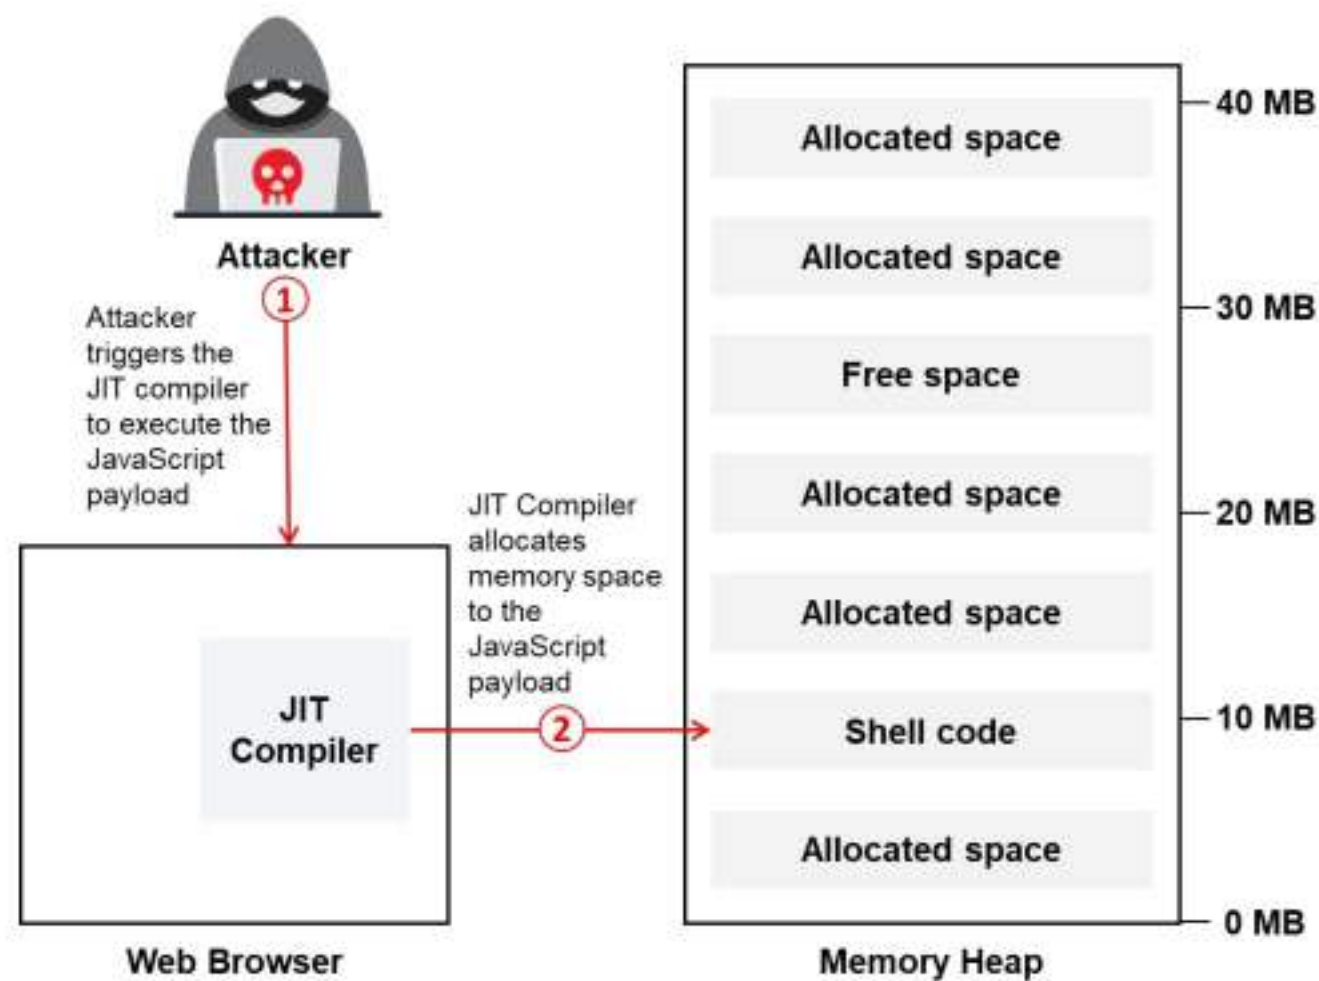 Attacker
1
Attacker
triggers the
JIT compiler
to execute the
JavaScript
payload
JIT
Compiler
Web Browser
JIT Compiler
allocates
memory space
to the
JavaScript
payload
2
Allocated space
Allocated space
Free space
Allocated space
Allocated space
Shell code
Allocated space
40 MB
30 MB
20 MB
10 MB
0 MB
Memory Heap